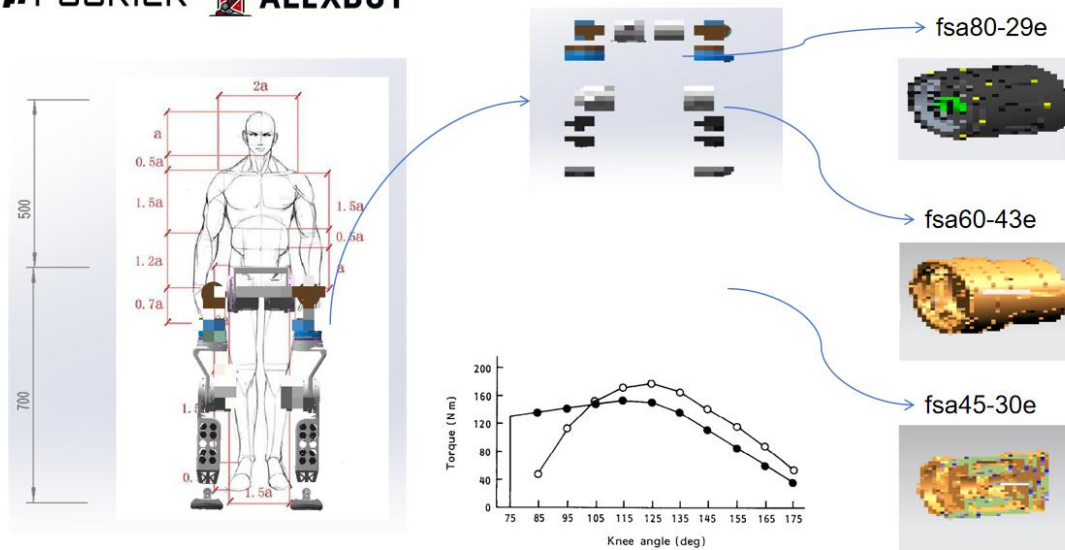 FOURIER ALEXBOT
2a
a
0.5a
1.5a
1.2a
0.7a
1.5a
0.5a
a
1.5a
500
700
fsa80-29e
fsa60-43e
fsa45-30e
Torque (Nm)
200
160
120
80
40
0
75 85 95 105 115 125 135 145 155 165 175
Knee angle (deg)